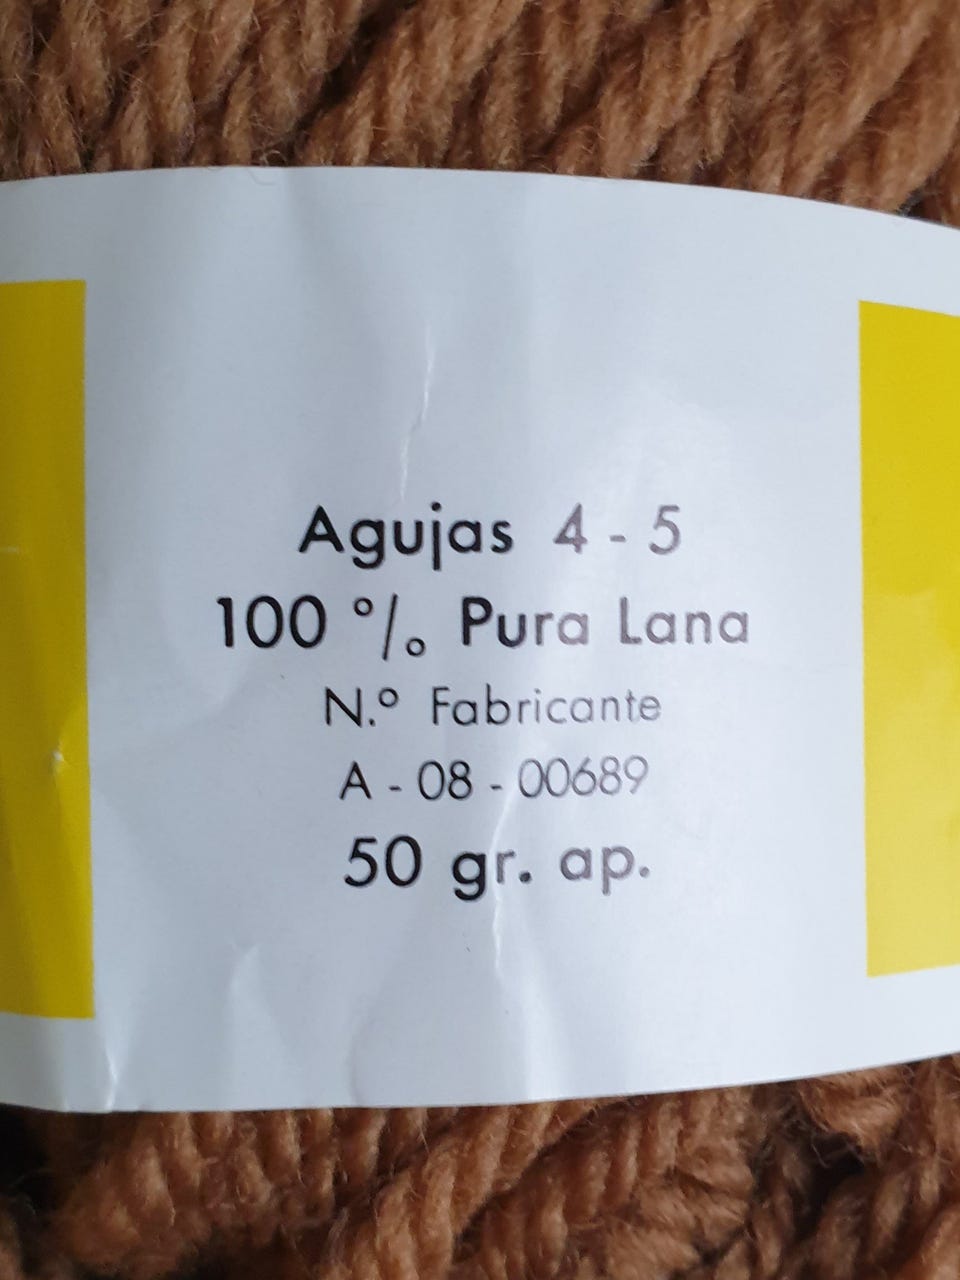 Agujas 4 - 5
100 % Pura Lana
N.º Fabricante
A - 08 - 00689
50 gr. ap.